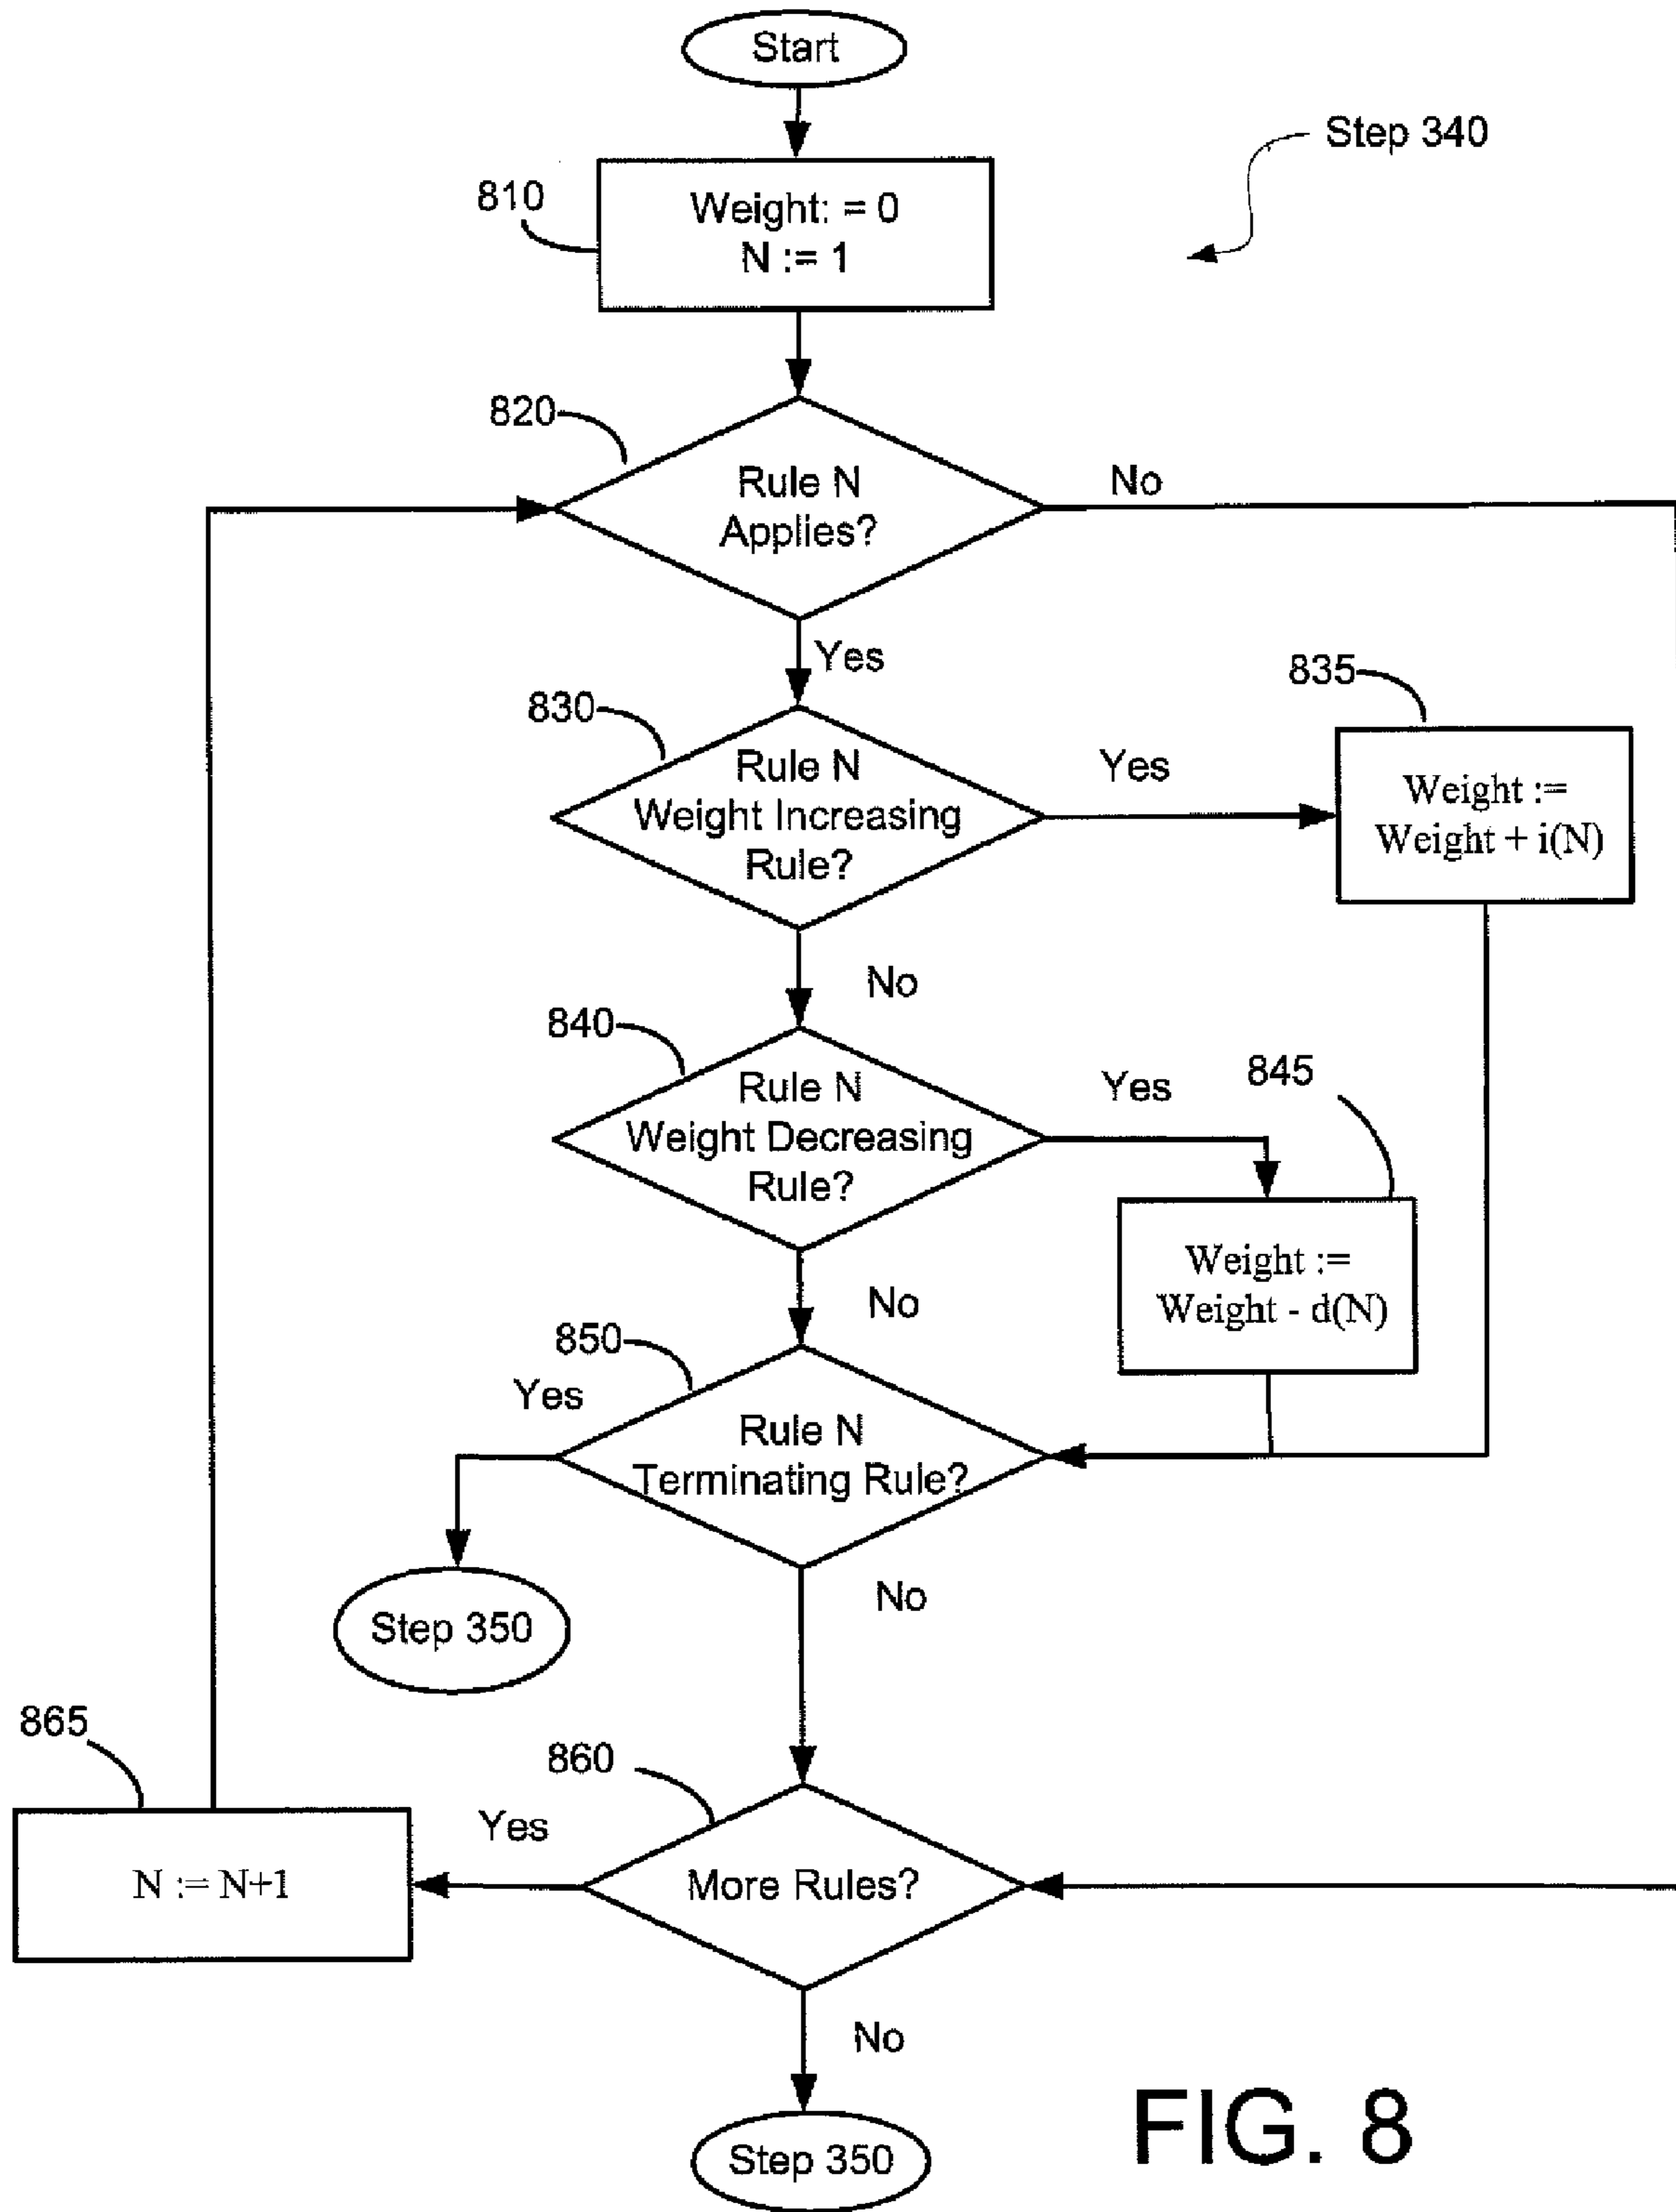 Start
Step 340
810
Weight: = 0
N := 1
820
Rule N
Applies?
No
Yes
830
Rule N
Weight Increasing
Rule?
Yes
835
Weight :=
Weight + i(N)
No
840
Rule N
Weight Decreasing
Rule?
Yes
845
Weight :=
Weight - d(N)
No
850
Yes
Rule N
Terminating Rule?
Step 350
No
865
860
Yes
N := N+1
More Rules?
No
Step 350
FIG. 8